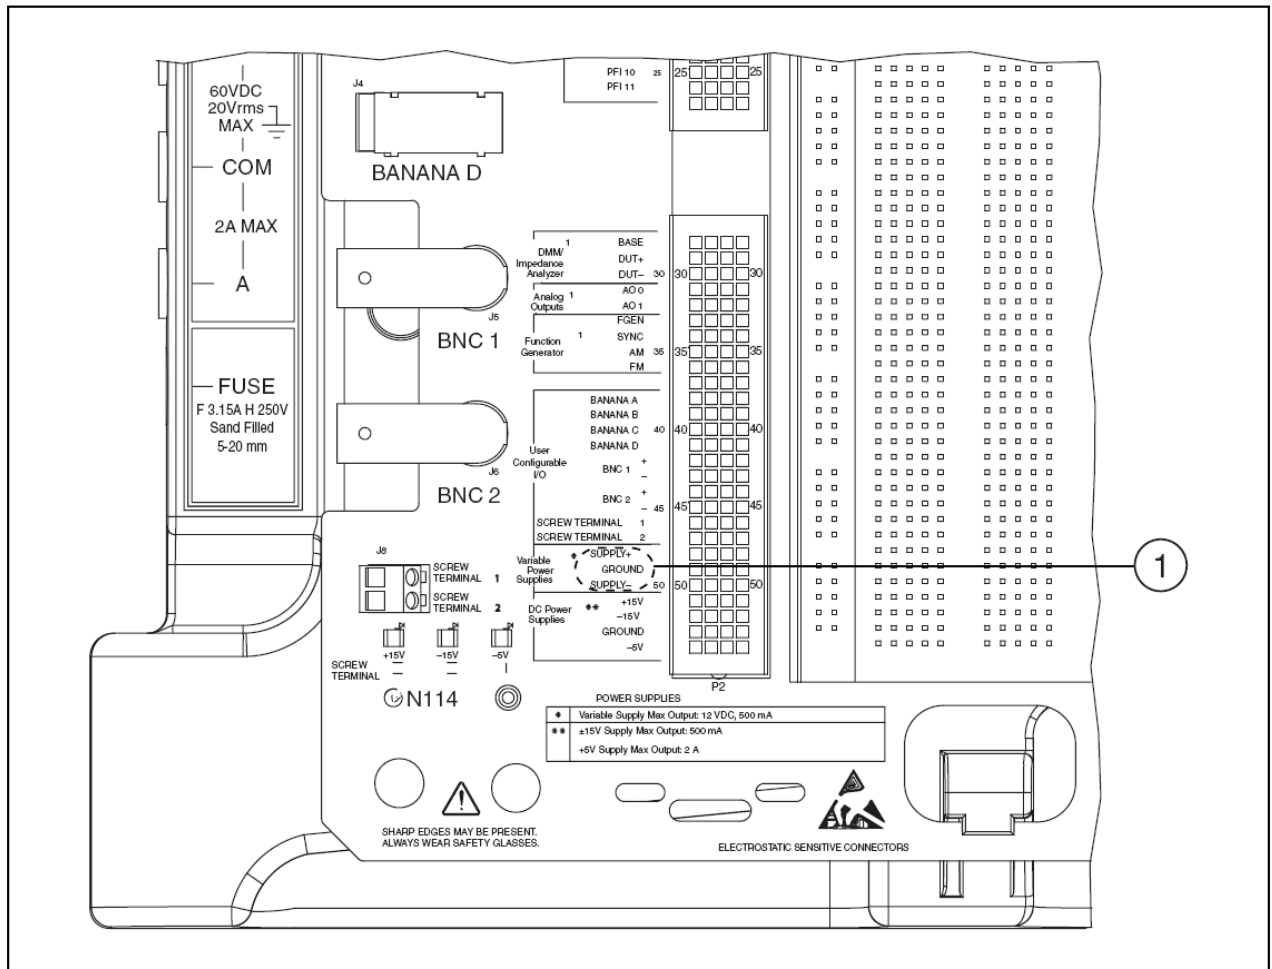 60VDC
20Vrms
MAX
COM
2A MAX
A
FUSE
F 3.15A H 250V
Sand Filled
5-20 mm
J4
BANANA D
J5
BNC 1
J6
BNC 2
J8
SCREW
TERMINAL 1
SCREW
TERMINAL 2
+15V
–15V
–5V
SCREW
TERMINAL
N114
PFI 10 25 25 25
PFI 11
DMM/
Impedance
Analyzer
1
BASE
DUT+
DUT– 30 30 30
Analog
Outputs
1
AO 0
AO 1
Function
Generator
1
FGEN
SYNC
AM 35 35 35
FM
User
Configurable
I/O
BANANA A
BANANA B
BANANA C 40 40 40
BANANA D
BNC 1 +
–
BNC 2 +
– 45 45 45
SCREW TERMINAL 1
SCREW TERMINAL 2
Variable
Power
Supplies
* SUPPLY+
GROUND
SUPPLY– 50 50 50
DC Power
Supplies
**
+15V
–15V
GROUND
–5V
P2
1
POWER SUPPLIES
* Variable Supply Max Output: 12 VDC, 500 mA
** ±15V Supply Max Output: 500 mA
+5V Supply Max Output: 2 A
SHARP EDGES MAY BE PRESENT.
ALWAYS WEAR SAFETY GLASSES.
ELECTROSTATIC SENSITIVE CONNECTORS